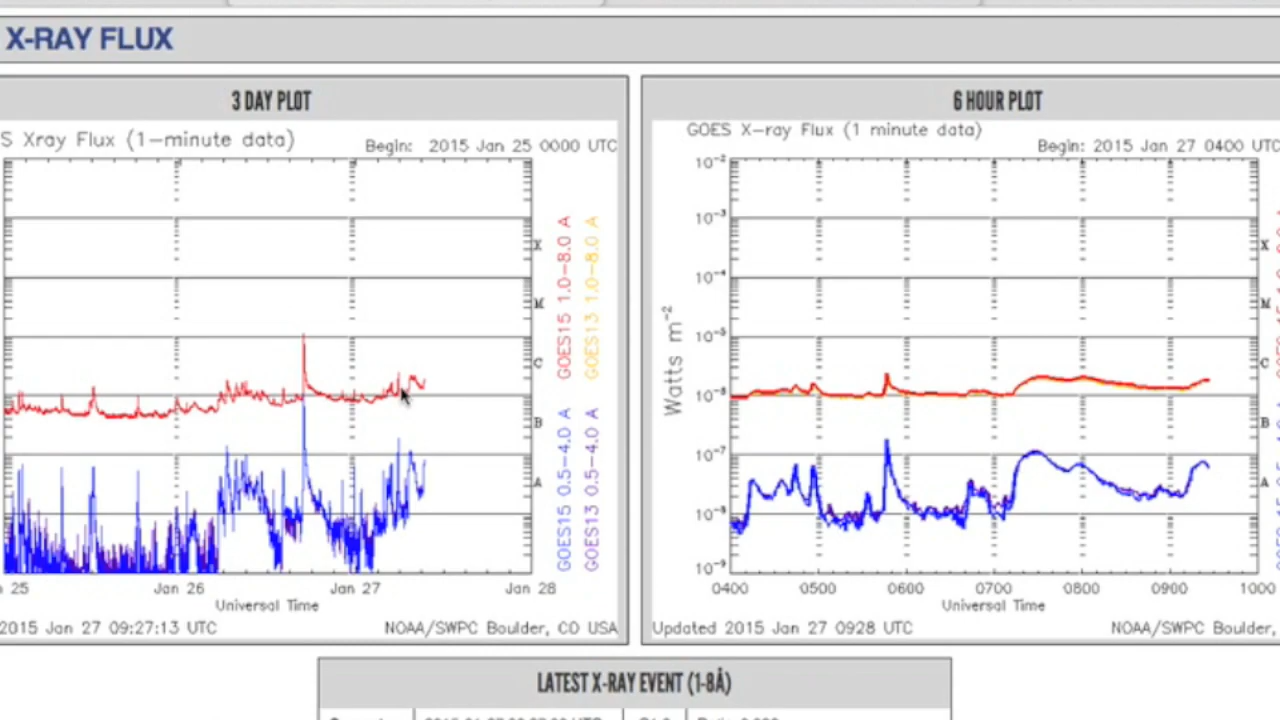 X-RAY FLUX
3 DAY PLOT
S Xray Flux (1-minute data)
Begin: 2015 Jan 25 0000 UTC
X
M
C
B
A
GOES15 1.0-8.0 A
GOES13 1.0-8.0 A
GOES15 0.5-4.0 A
GOES13 0.5-4.0 A
25
Jan 26
Jan 27
Jan 28
Universal Time
2015 Jan 27 09:27:13 UTC
NOAA/SWPC Boulder, CO USA
6 HOUR PLOT
GOES X-ray Flux (1 minute data)
Begin: 2015 Jan 27 0400 UTC
10⁻²
10⁻³
10⁻⁴
10⁻⁵
10⁻⁶
10⁻⁷
10⁻⁸
10⁻⁹
Watts m⁻²
X
M
C
B
A
0400
0500
0600
0700
0800
0900
1000
Universal Time
Updated 2015 Jan 27 0928 UTC
NOAA/SWPC Boulder,
LATEST X-RAY EVENT (1-8Å)